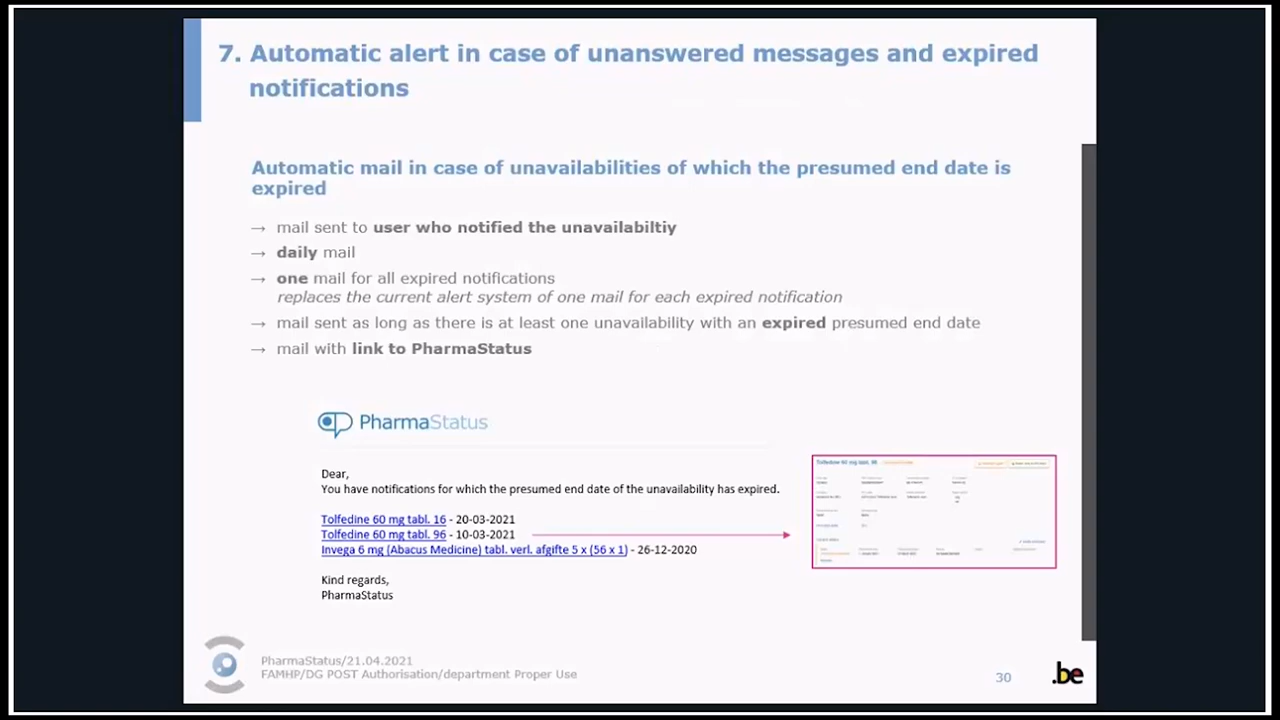 7. Automatic alert in case of unanswered messages and expired
notifications
Automatic mail in case of unavailabilities of which the presumed end date is
expired
→ mail sent to user who notified the unavailabiltiy
→ daily mail
→ one mail for all expired notifications
replaces the current alert system of one mail for each expired notification
→ mail sent as long as there is at least one unavailability with an expired presumed end date
→ mail with link to PharmaStatus
PharmaStatus
Dear,
You have notifications for which the presumed end date of the unavailability has expired.
Tolfedine 60 mg tabl. 16 - 20-03-2021
Tolfedine 60 mg tabl. 96 - 10-03-2021
Invega 6 mg (Abacus Medicine) tabl. verl. afgifte 5 x (56 x 1) - 26-12-2020
Kind regards,
PharmaStatus
Tolfedine 60 mg tabl. 96
PharmaStatus/21.04.2021
FAMHP/DG POST Authorisation/department Proper Use
30
.be